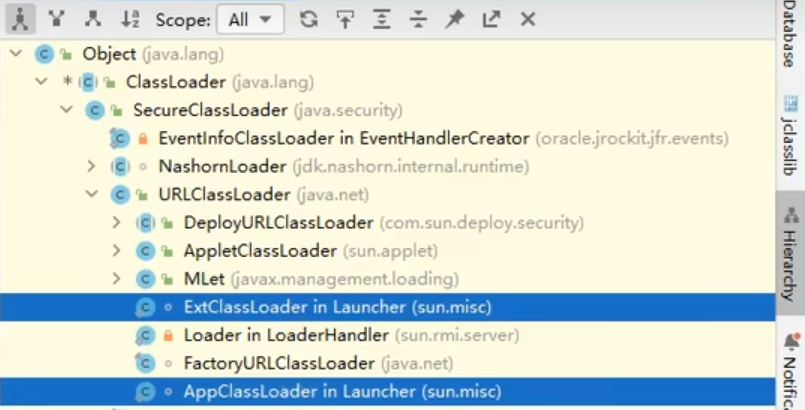 Scope: All
Object (java.lang)
* ClassLoader (java.lang)
SecureClassLoader (java.security)
EventInfoClassLoader in EventHandlerCreator (oracle.jrockit.jfr.events)
NashornLoader (jdk.nashorn.internal.runtime)
URLClassLoader (java.net)
DeployURLClassLoader (com.sun.deploy.security)
AppletClassLoader (sun.applet)
MLet (javax.management.loading)
ExtClassLoader in Launcher (sun.misc)
Loader in LoaderHandler (sun.rmi.server)
FactoryURLClassLoader (java.net)
AppClassLoader in Launcher (sun.misc)
Database
jclasslib
Hierarchy
Notific